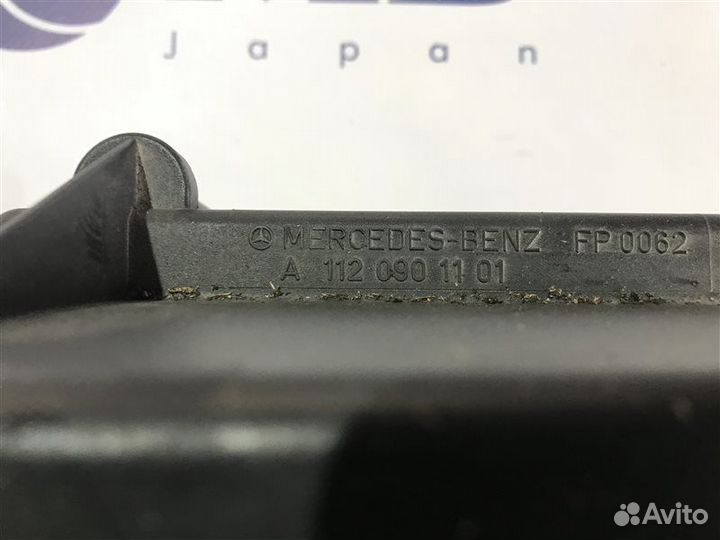 Japan
MERCEDES-BENZ FP 0062
A 112 090 11 01
Avito